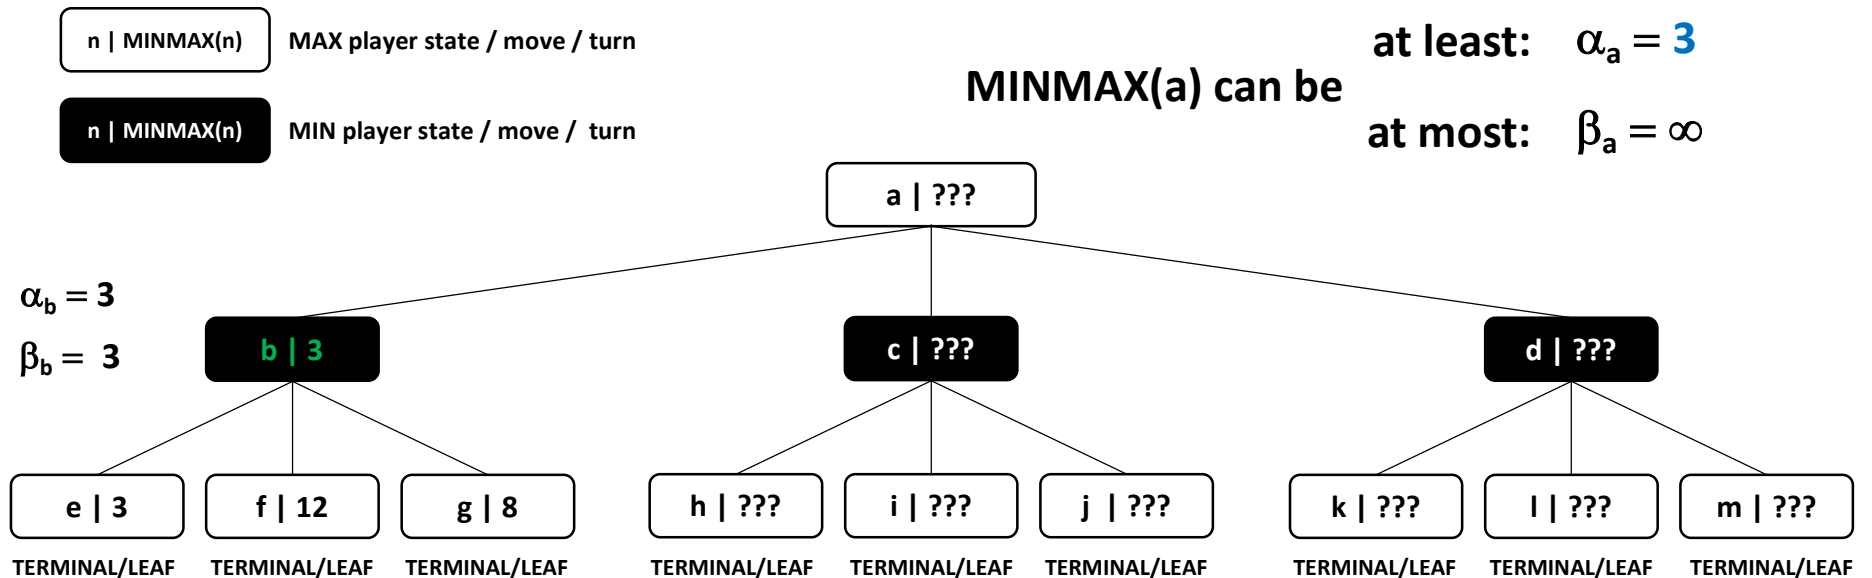 n | MINMAX(n) MAX player state / move / turn
at least: αa = 3
MINMAX(a) can be
n | MINMAX(n) MIN player state / move / turn
at most: βa = ∞
a | ???
αb = 3
βb = 3
b | 3 c | ??? d | ???
e | 3 f | 12 g | 8 h | ??? i | ??? j | ??? k | ??? l | ??? m | ???
TERMINAL/LEAF TERMINAL/LEAF TERMINAL/LEAF TERMINAL/LEAF TERMINAL/LEAF TERMINAL/LEAF TERMINAL/LEAF TERMINAL/LEAF TERMINAL/LEAF